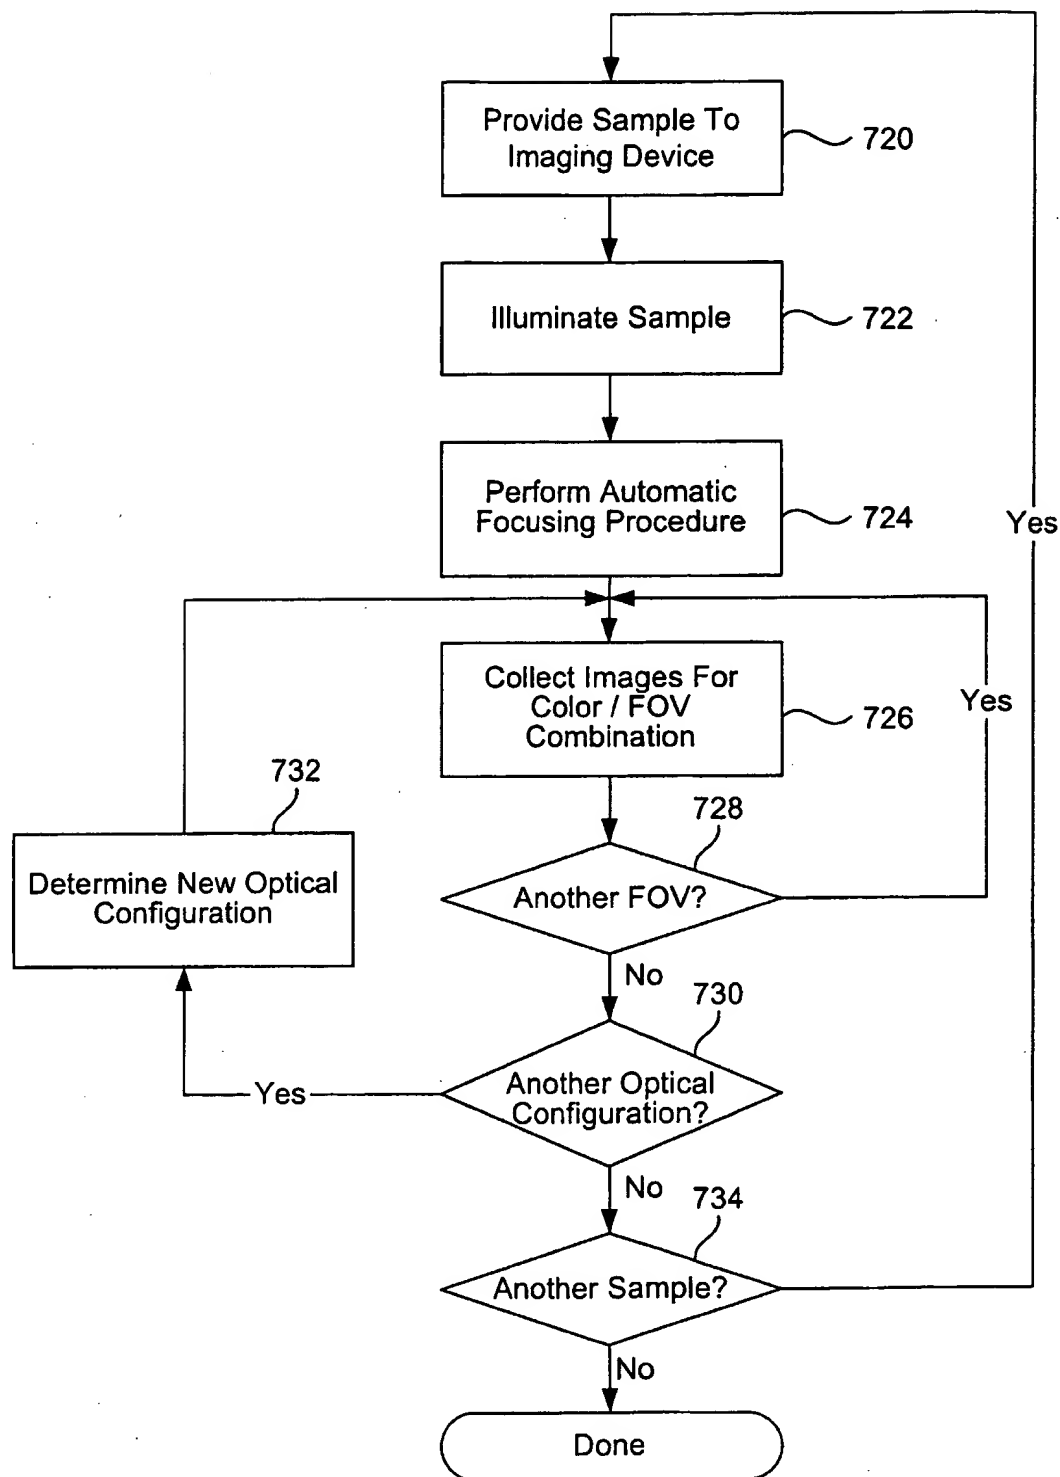 Provide Sample To
Imaging Device
720
Illuminate Sample
722
Perform Automatic
Focusing Procedure
724
Yes
Collect Images For
Color / FOV
Combination
726
Yes
732
Determine New Optical
Configuration
728
Another FOV?
No
730
Another Optical
Configuration?
Yes
No
734
Another Sample?
No
Done